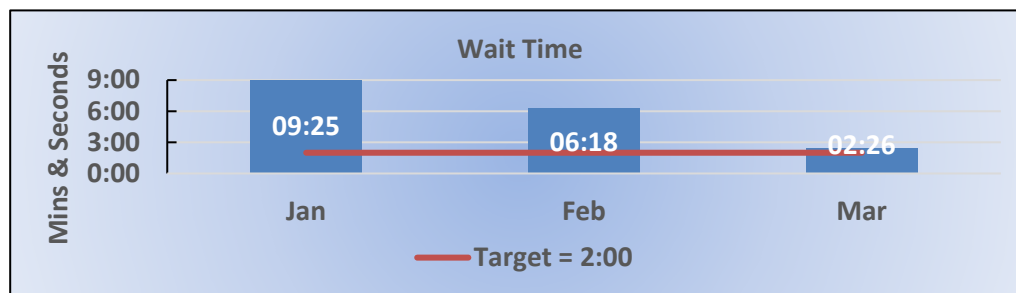 Wait Time
Mins & Seconds
9:00
6:00
3:00
0:00
09:25
06:18
02:26
Jan
Feb
Mar
Target = 2:00